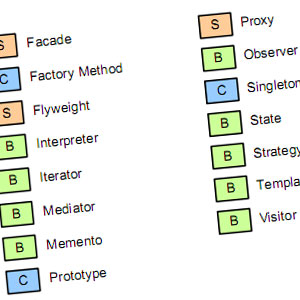 S Facade
C Factory Method
S Flyweight
B Interpreter
B Iterator
B Mediator
B Memento
C Prototype
S Proxy
B Observer
C Singleton
B State
B Strategy
B Templa
B Visitor